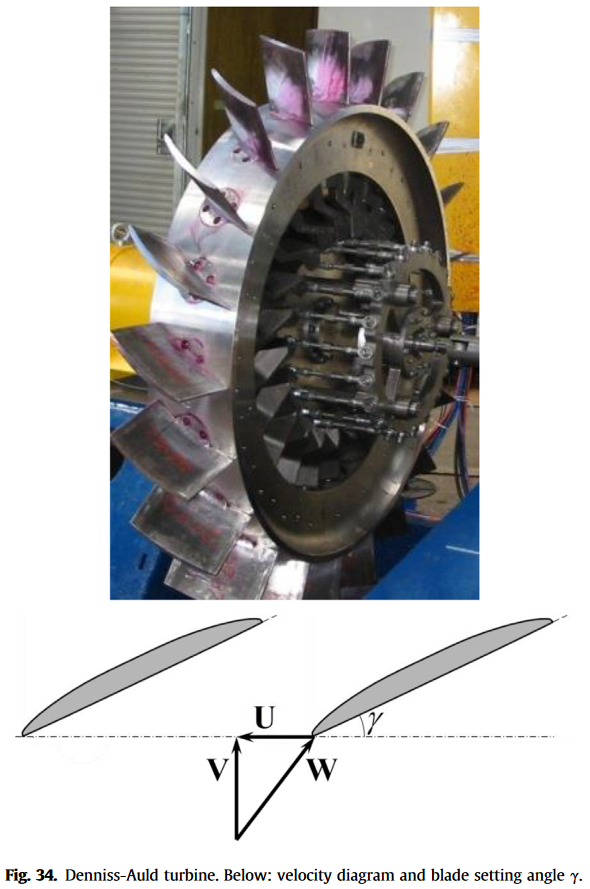 U
γ
V
W
Fig. 34. Denniss-Auld turbine. Below: velocity diagram and blade setting angle γ.